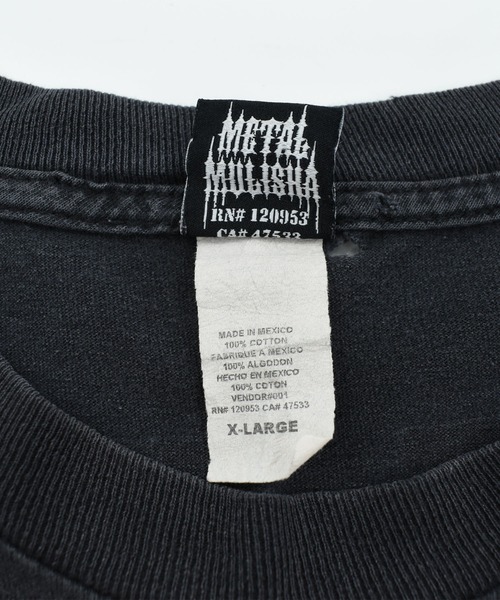 METAL
MULISHA
RN# 120953
CA# 47533
MADE IN MEXICO
100% COTTON
FABRIQUE A MEXICO
100% ALGODON
HECHO EN MEXICO
100% COTON
VENDOR#001
RN# 120953 CA# 47533
X-LARGE